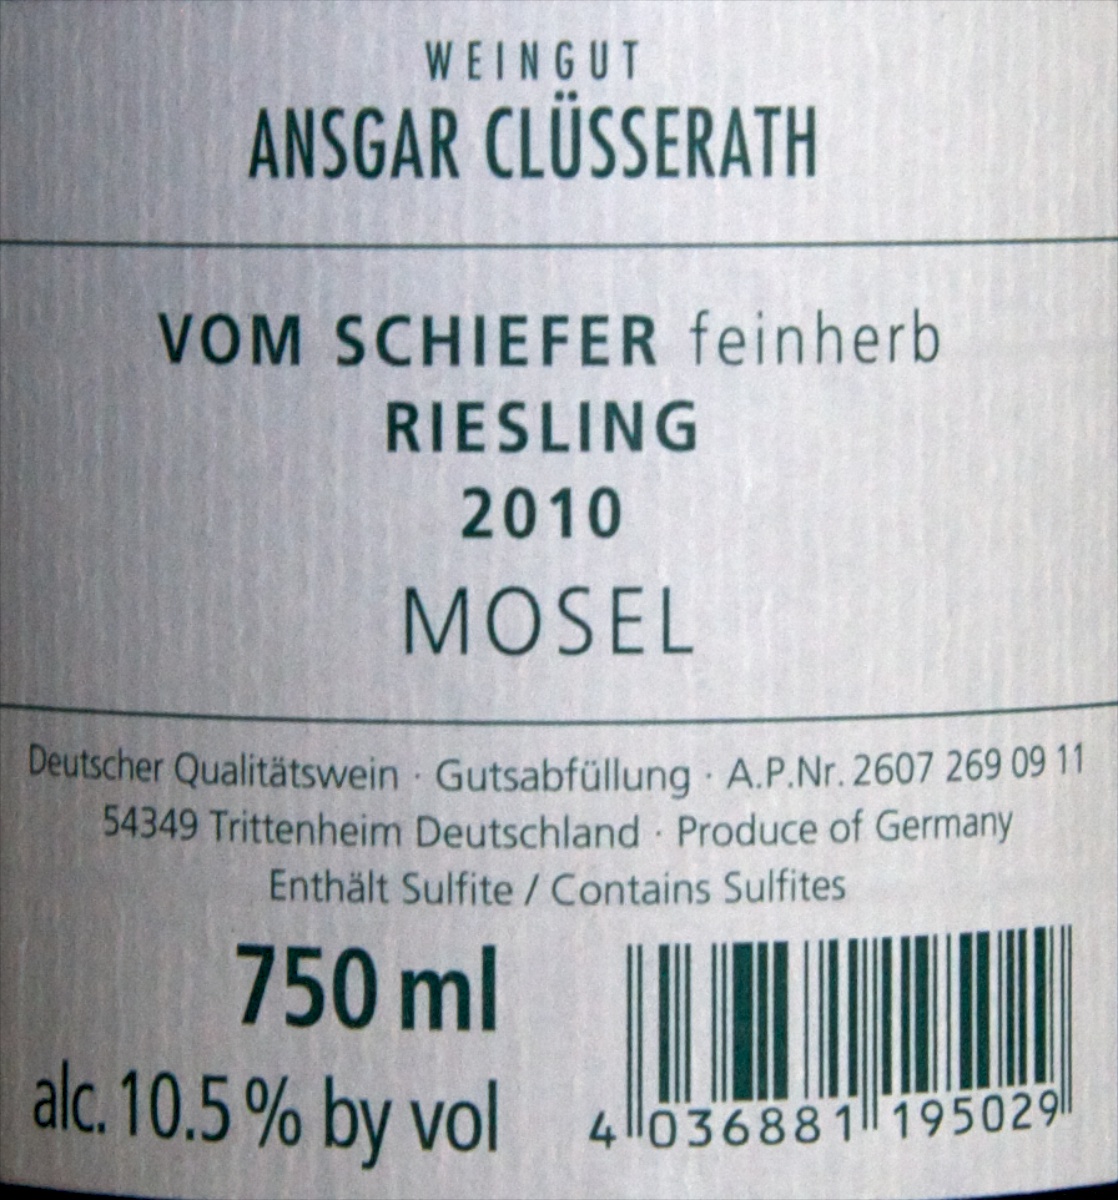 WEINGUT
ANSGAR CLÜSSERATH
VOM SCHIEFER feinherb
RIESLING
2010
MOSEL
Deutscher Qualitätswein · Gutsabfüllung · A.P.Nr. 2607 269 09 11
54349 Trittenheim Deutschland · Produce of Germany
Enthält Sulfite / Contains Sulfites
750 ml
alc. 10.5 % by vol
4 036881 195029